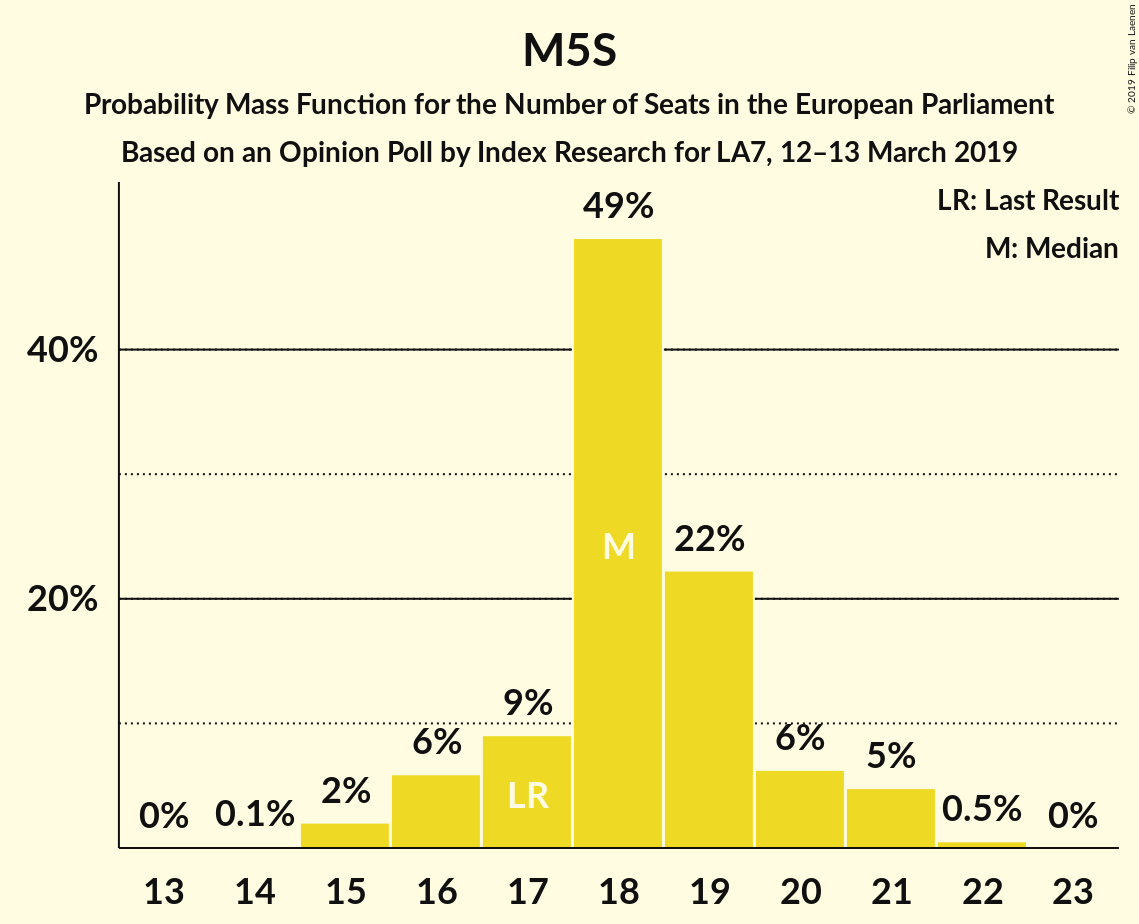 M5S
Probability Mass Function for the Number of Seats in the European Parliament
Based on an Opinion Poll by Index Research for LA7, 12–13 March 2019
© 2019 Filip van Laenen
LR: Last Result
M: Median
49%
40%
M
22%
20%
9%
6%
6%
5%
2%
LR
0%
0.1%
0.5%
0%
13 14 15 16 17 18 19 20 21 22 23